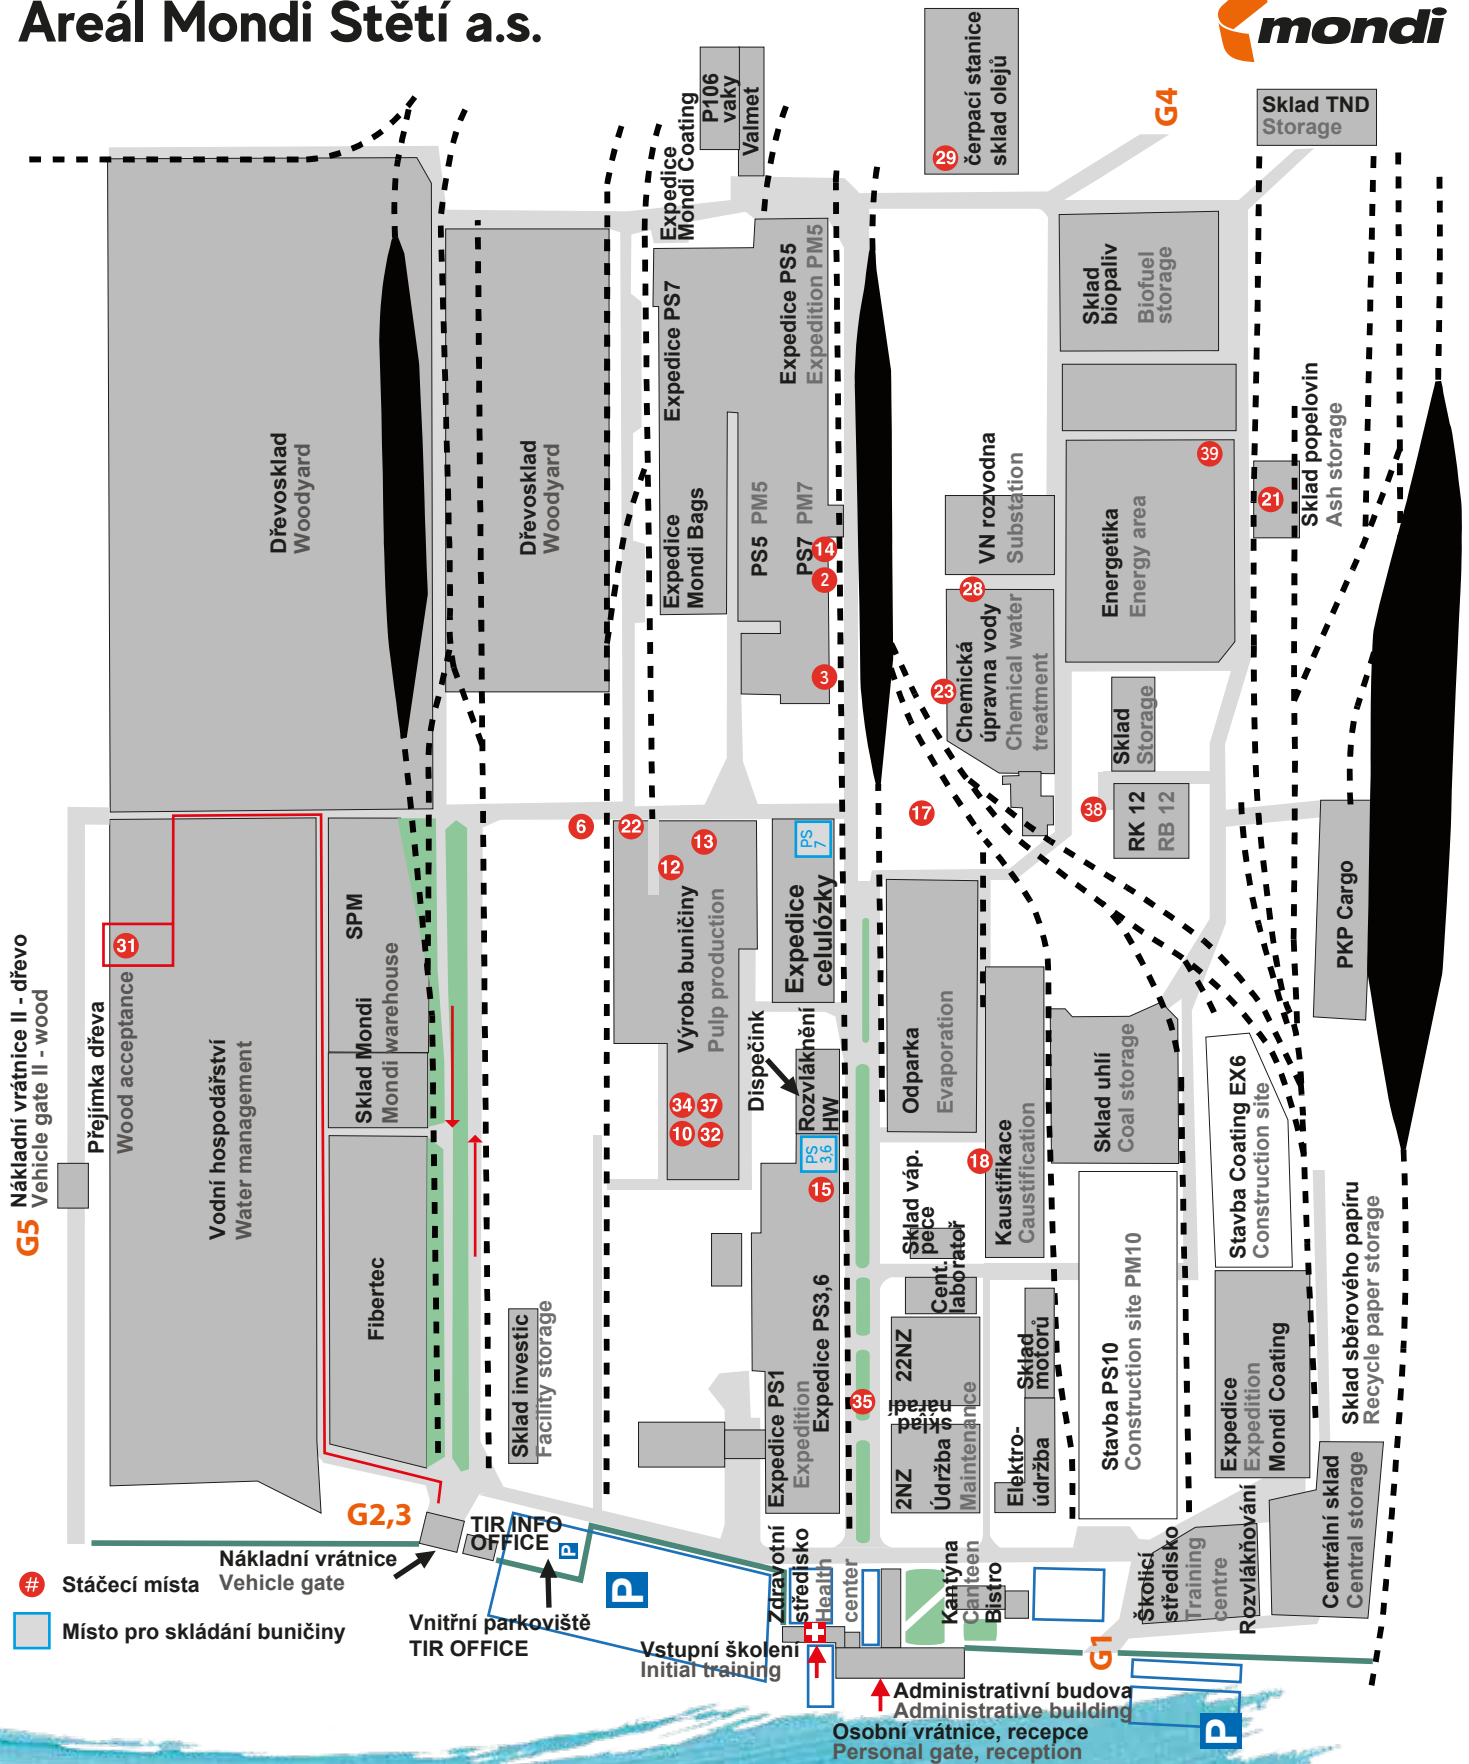 Areál Mondi Štětí a.s.
mondi
P106
vaky
Valmet
29
čerpací stanice
sklad olejů
G4
Sklad TND
Storage
Expedice
Mondi Coating
Dřevosklad
Woodyard
Dřevosklad
Woodyard
Expedice PS7
Expedice PS5
Expedition PM5
Expedice
Mondi Bags
PS5 PM5
PS7 PM7
14
2
3
Sklad
biopaliv
Biofuel
storage
VN rozvodna
Substation
Energetika
Energy area
39
21
Sklad popelovin
Ash storage
28
23
Chemická
úpravna vody
Chemical water
treatment
Sklad
Storage
38
RK 12
RB 12
17
PKP Cargo
6
22
13
12
Výroba buničiny
Pulp production
34
37
10
32
PS
7
Expedice
celulózky
Dispečink
Rozvláknění
HW
PS
3,6
15
Odparka
Evaporation
18
Kaustifikace
Caustification
Sklad uhlí
Coal storage
Stavba Coating EX6
Construction site
G5
Nákladní vrátnice II - dřevo
Vehicle gate II - wood
Přejímka dřeva
Wood acceptance
31
Vodní hospodářství
Water management
SPM
Sklad Mondi
Mondi warehouse
Fibertec
Sklad investic
Facility storage
Expedice PS1
Expedition
Expedice PS3,6
35
Sklad váp.
pece
Cent.
laboratoř
22NZ
sklad
nářadí
2NZ
Údržba
Maintenance
Sklad
motorů
Elektro-
údržba
Stavba PS10
Construction site PM10
Expedice
Expedition
Mondi Coating
Sklad sběrového papíru
Recycle paper storage
Centrální sklad
Central storage
Rozvlákňování
Školicí
středisko
Training
centre
G2,3
TIR INFO
OFFICE
P
P
Nákladní vrátnice
Vehicle gate
Vnitřní parkoviště
TIR OFFICE
Zdravotní
středisko
Health
center
Kantýna
Canteen
Bistro
G1
Vstupní školení
Initial training
Administrativní budova
Administrative building
Osobní vrátnice, recepce
Personal gate, reception
P
# Stáčecí místa
Místo pro skládání buničiny